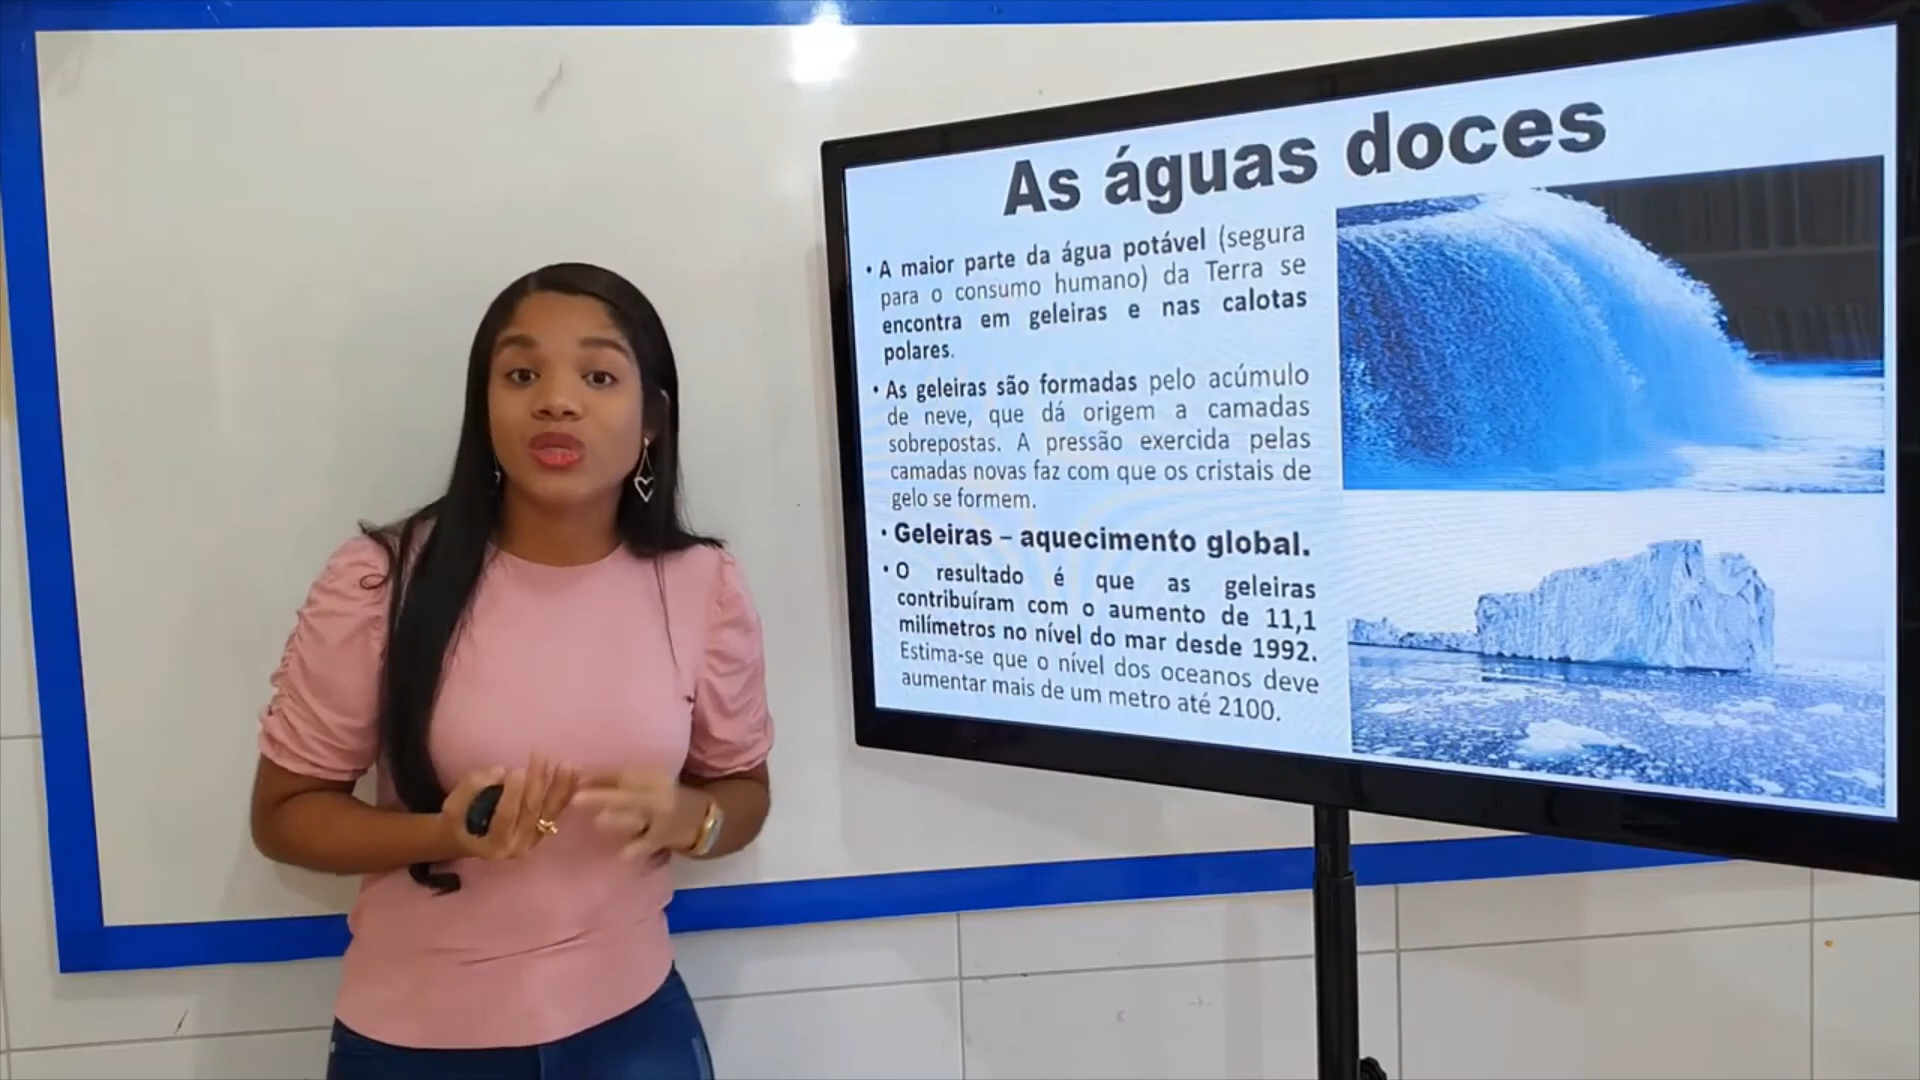 As águas doces
• A maior parte da água potável (segura
para o consumo humano) da Terra se
encontra em geleiras e nas calotas
polares.
• As geleiras são formadas pelo acúmulo
de neve, que dá origem a camadas
sobrepostas. A pressão exercida pelas
camadas novas faz com que os cristais de
gelo se formem.
• Geleiras – aquecimento global.
• O resultado é que as geleiras
contribuíram com o aumento de 11,1
milímetros no nível do mar desde 1992.
Estima-se que o nível dos oceanos deve
aumentar mais de um metro até 2100.